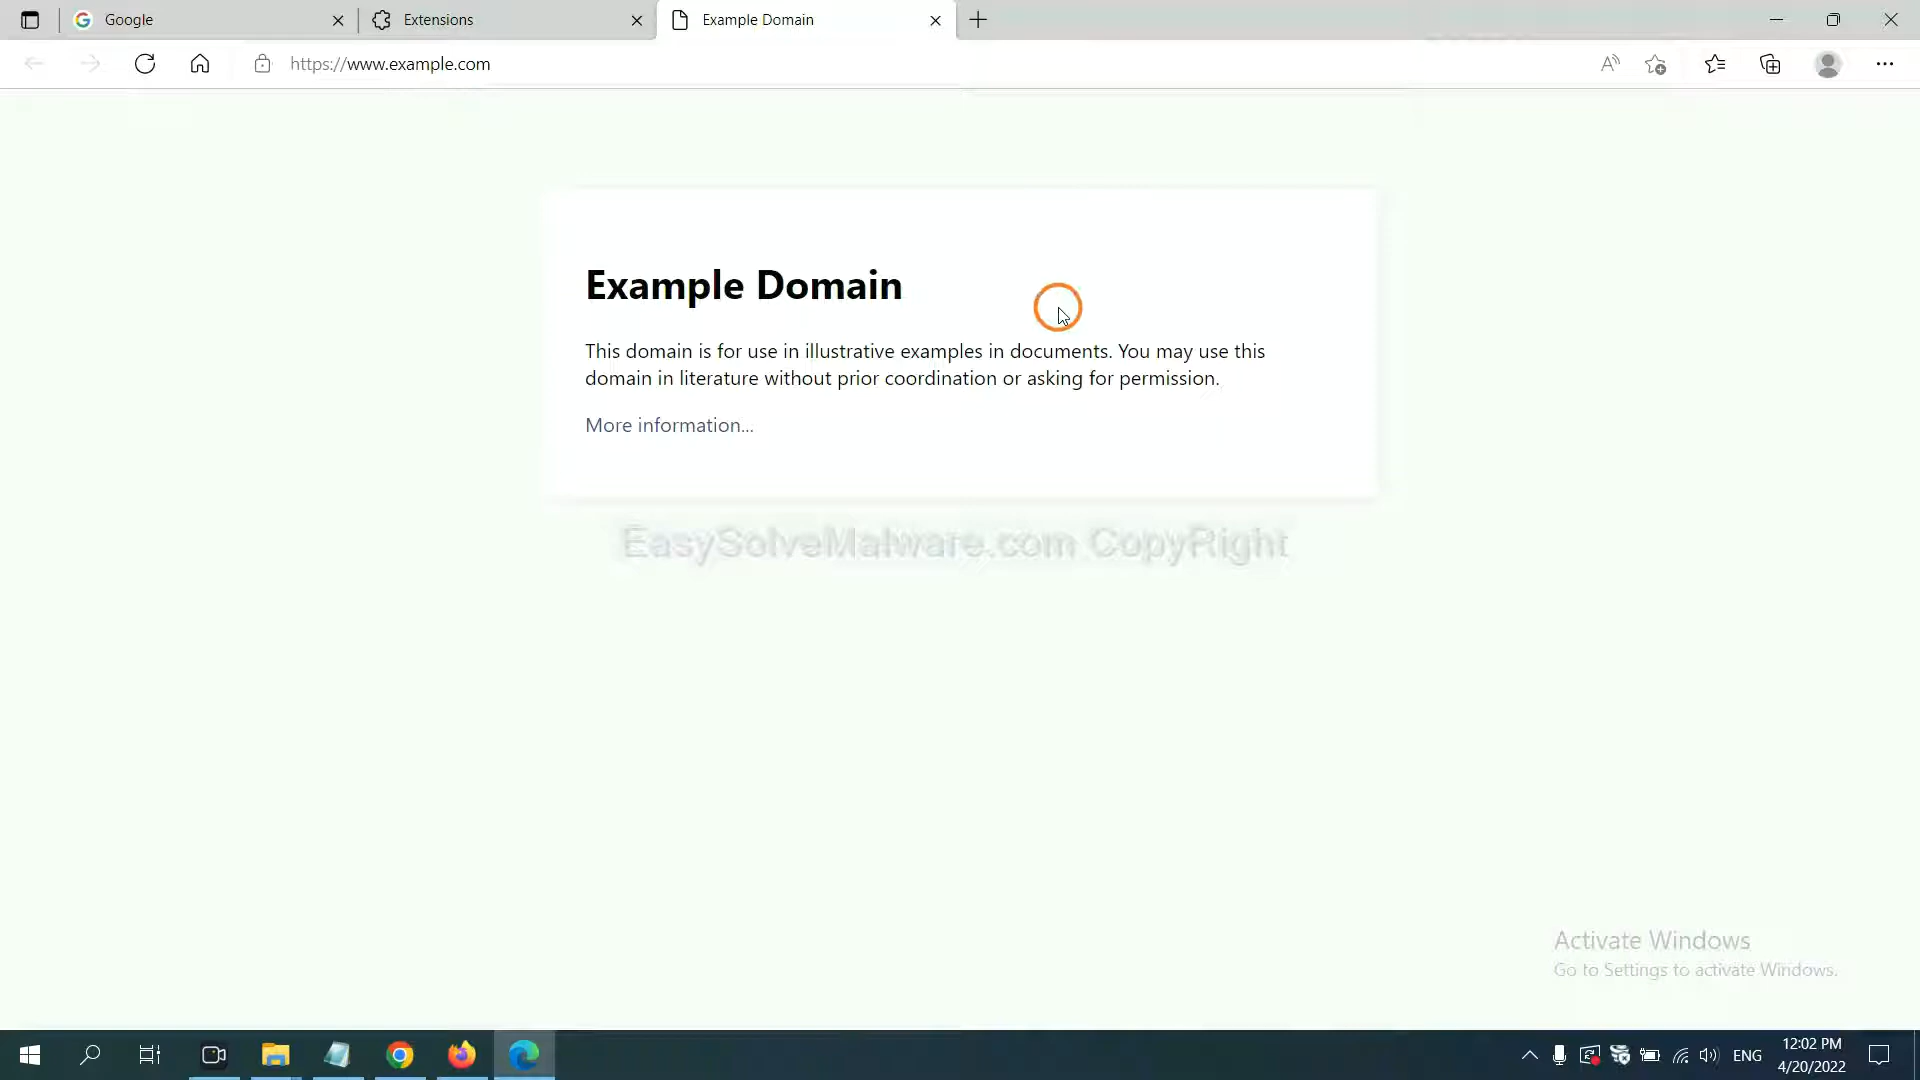 Google
Extensions
Example Domain
https://www.example.com
Example Domain
This domain is for use in illustrative examples in documents. You may use this
domain in literature without prior coordination or asking for permission.
More information...
EasySolveMalware.com CopyRight
Activate Windows
Go to Settings to activate Windows.
ENG
12:02 PM
4/20/2022